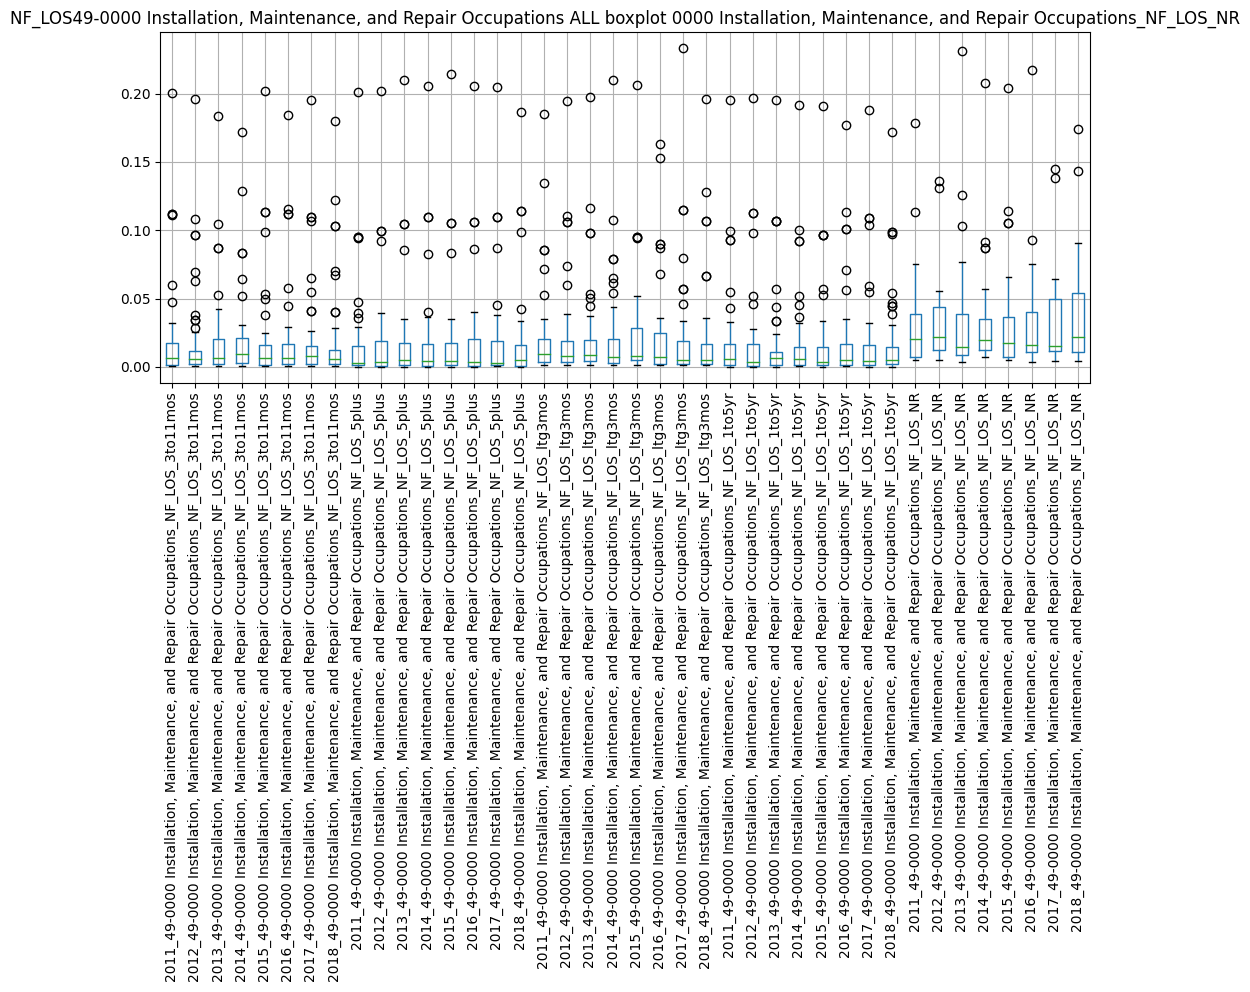 NF_LOS49-0000 Installation, Maintenance, and Repair Occupations ALL boxplot 0000 Installation, Maintenance, and Repair Occupations_NF_LOS_NR
0.20
0.15
0.10
0.05
0.00
2011_49-0000 Installation, Maintenance, and Repair Occupations_NF_LOS_3to11mos
2012_49-0000 Installation, Maintenance, and Repair Occupations_NF_LOS_3to11mos
2013_49-0000 Installation, Maintenance, and Repair Occupations_NF_LOS_3to11mos
2014_49-0000 Installation, Maintenance, and Repair Occupations_NF_LOS_3to11mos
2015_49-0000 Installation, Maintenance, and Repair Occupations_NF_LOS_3to11mos
2016_49-0000 Installation, Maintenance, and Repair Occupations_NF_LOS_3to11mos
2017_49-0000 Installation, Maintenance, and Repair Occupations_NF_LOS_3to11mos
2018_49-0000 Installation, Maintenance, and Repair Occupations_NF_LOS_3to11mos
2011_49-0000 Installation, Maintenance, and Repair Occupations_NF_LOS_5plus
2012_49-0000 Installation, Maintenance, and Repair Occupations_NF_LOS_5plus
2013_49-0000 Installation, Maintenance, and Repair Occupations_NF_LOS_5plus
2014_49-0000 Installation, Maintenance, and Repair Occupations_NF_LOS_5plus
2015_49-0000 Installation, Maintenance, and Repair Occupations_NF_LOS_5plus
2016_49-0000 Installation, Maintenance, and Repair Occupations_NF_LOS_5plus
2017_49-0000 Installation, Maintenance, and Repair Occupations_NF_LOS_5plus
2018_49-0000 Installation, Maintenance, and Repair Occupations_NF_LOS_5plus
2011_49-0000 Installation, Maintenance, and Repair Occupations_NF_LOS_ltg3mos
2012_49-0000 Installation, Maintenance, and Repair Occupations_NF_LOS_ltg3mos
2013_49-0000 Installation, Maintenance, and Repair Occupations_NF_LOS_ltg3mos
2014_49-0000 Installation, Maintenance, and Repair Occupations_NF_LOS_ltg3mos
2015_49-0000 Installation, Maintenance, and Repair Occupations_NF_LOS_ltg3mos
2016_49-0000 Installation, Maintenance, and Repair Occupations_NF_LOS_ltg3mos
2017_49-0000 Installation, Maintenance, and Repair Occupations_NF_LOS_ltg3mos
2018_49-0000 Installation, Maintenance, and Repair Occupations_NF_LOS_ltg3mos
2011_49-0000 Installation, Maintenance, and Repair Occupations_NF_LOS_1to5yr
2012_49-0000 Installation, Maintenance, and Repair Occupations_NF_LOS_1to5yr
2013_49-0000 Installation, Maintenance, and Repair Occupations_NF_LOS_1to5yr
2014_49-0000 Installation, Maintenance, and Repair Occupations_NF_LOS_1to5yr
2015_49-0000 Installation, Maintenance, and Repair Occupations_NF_LOS_1to5yr
2016_49-0000 Installation, Maintenance, and Repair Occupations_NF_LOS_1to5yr
2017_49-0000 Installation, Maintenance, and Repair Occupations_NF_LOS_1to5yr
2018_49-0000 Installation, Maintenance, and Repair Occupations_NF_LOS_1to5yr
2011_49-0000 Installation, Maintenance, and Repair Occupations_NF_LOS_NR
2012_49-0000 Installation, Maintenance, and Repair Occupations_NF_LOS_NR
2013_49-0000 Installation, Maintenance, and Repair Occupations_NF_LOS_NR
2014_49-0000 Installation, Maintenance, and Repair Occupations_NF_LOS_NR
2015_49-0000 Installation, Maintenance, and Repair Occupations_NF_LOS_NR
2016_49-0000 Installation, Maintenance, and Repair Occupations_NF_LOS_NR
2017_49-0000 Installation, Maintenance, and Repair Occupations_NF_LOS_NR
2018_49-0000 Installation, Maintenance, and Repair Occupations_NF_LOS_NR